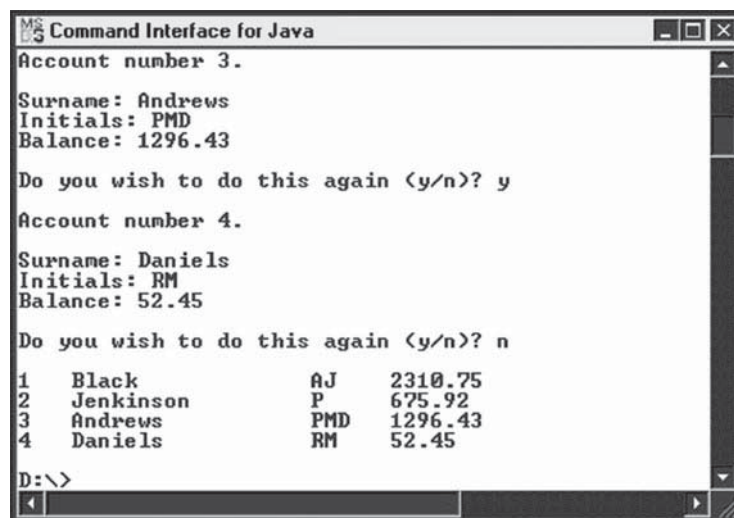 Command Interface for Java
Account number 3.
Surname: Andrews
Initials: PMD
Balance: 1296.43
Do you wish to do this again (y/n)? y
Account number 4.
Surname: Daniels
Initials: RM
Balance: 52.45
Do you wish to do this again (y/n)? n
1 Black AJ 2310.75
2 Jenkinson P 675.92
3 Andrews PMD 1296.43
4 Daniels RM 52.45
D:\>